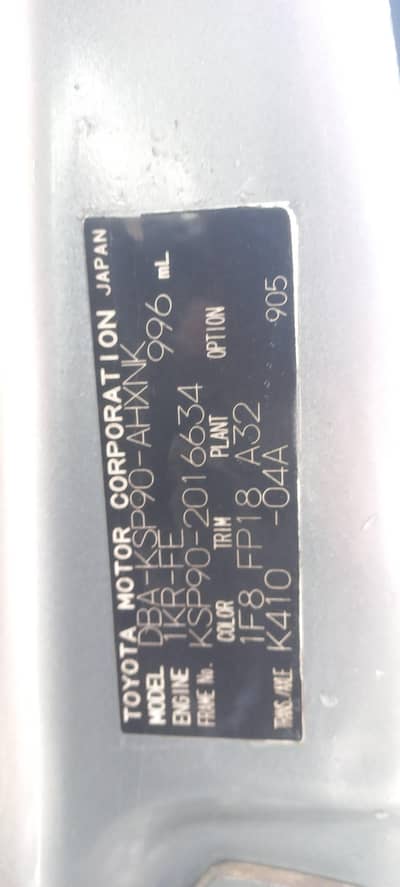 TOYOTA MOTOR CORPORATION JAPAN
MODEL DBA-KSP90-AHXNK
ENGINE 1KR-FE 996 mL
FRAME No. KSP90-2016634
COLOR TRIM PLANT OPTION
1F8 FP18 A32
TRANS/AXLE K410 -04A 905